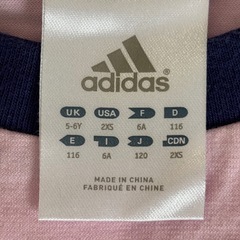 adidas
UK USA F D
5-6Y 2XS 6A 116
E I J CDN
116 6A 120 2XS
MADE IN CHINA
FABRIQUÉ EN CHINE